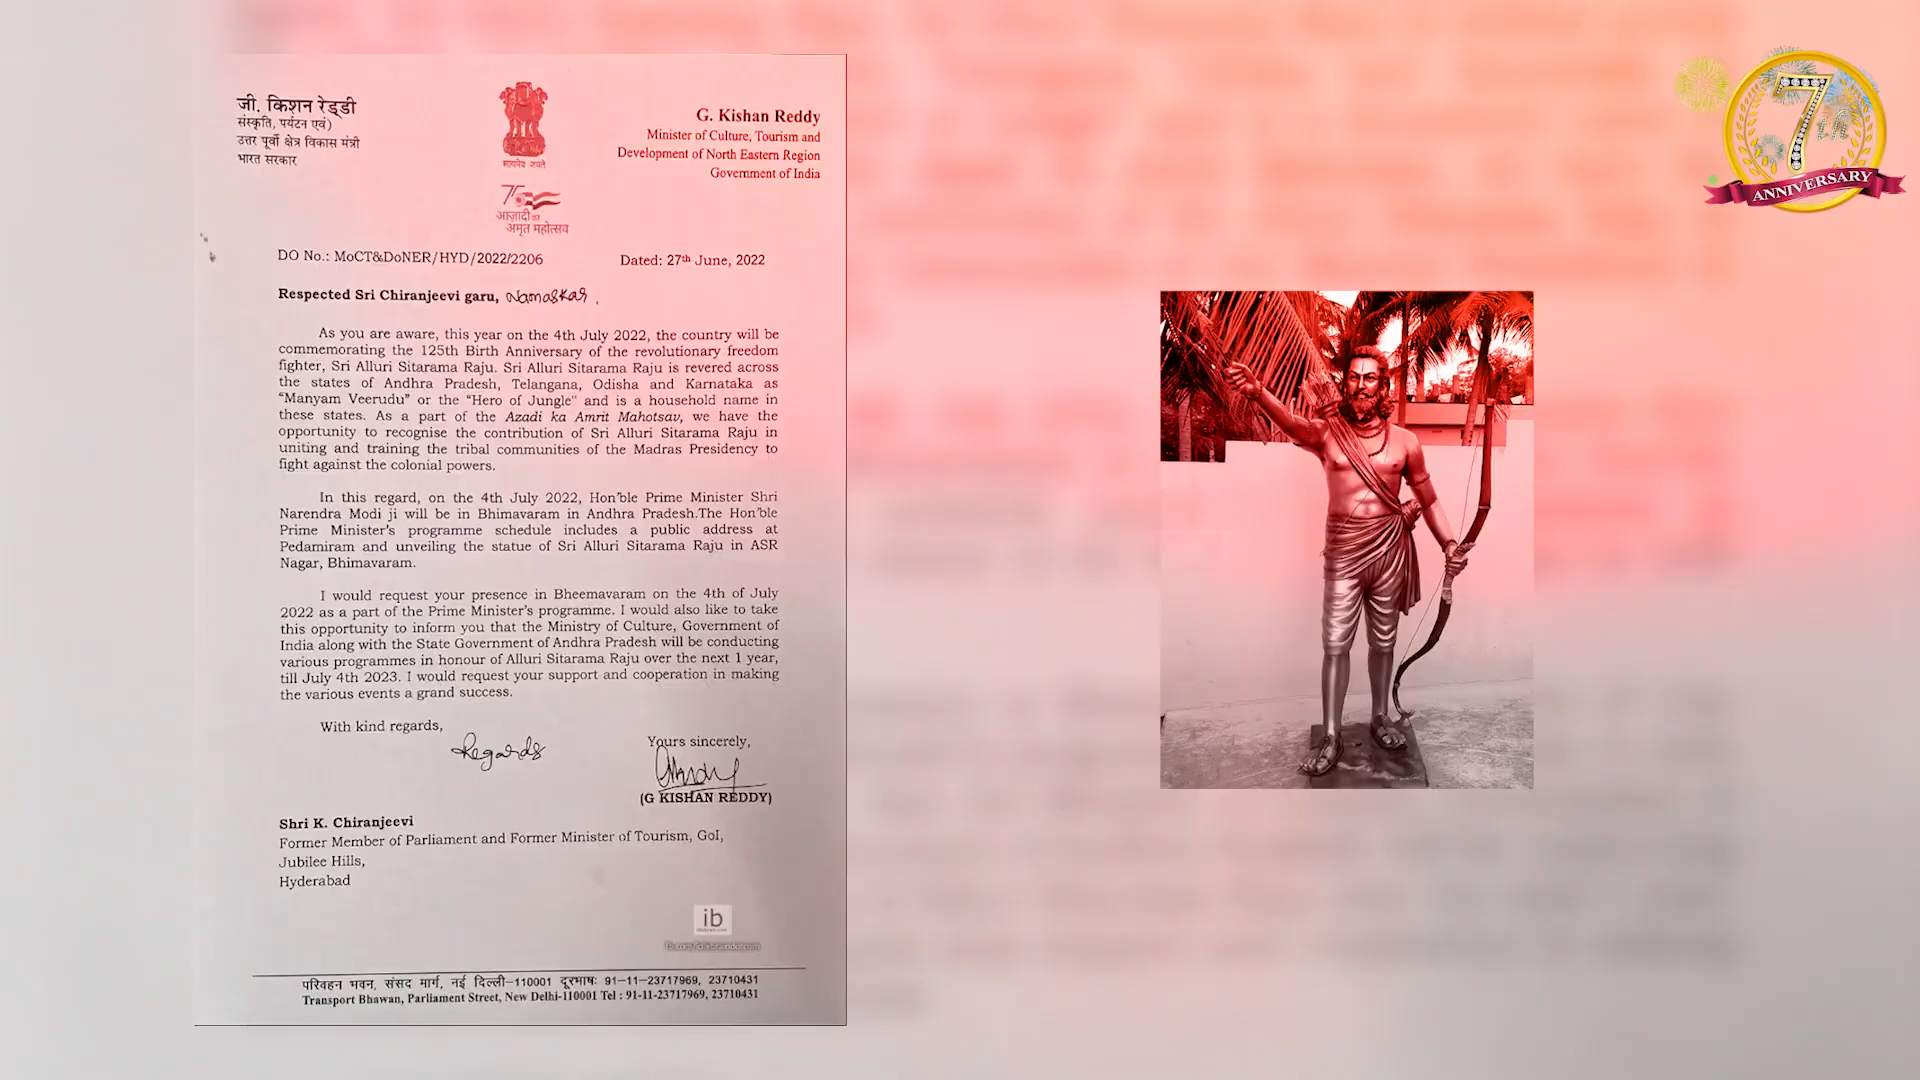 जी. किशन रेड्डी
संस्कृति, पर्यटन एवं)
उत्तर पूर्वी क्षेत्र विकास मंत्री
भारत सरकार
सत्यमेव जयते
75
आज़ादी का
अमृत महोत्सव
G. Kishan Reddy
Minister of Culture, Tourism and
Development of North Eastern Region
Government of India
DO No.: MoCT&DoNER/HYD/2022/2206
Dated: 27th June, 2022
Respected Sri Chiranjeevi garu, Namaskar,
As you are aware, this year on the 4th July 2022, the country will be
commemorating the 125th Birth Anniversary of the revolutionary freedom
fighter, Sri Alluri Sitarama Raju. Sri Alluri Sitarama Raju is revered across
the states of Andhra Pradesh, Telangana, Odisha and Karnataka as
“Manyam Veerudu” or the “Hero of Jungle” and is a household name in
these states. As a part of the Azadi ka Amrit Mahotsav, we have the
opportunity to recognise the contribution of Sri Alluri Sitarama Raju in
uniting and training the tribal communities of the Madras Presidency to
fight against the colonial powers.
In this regard, on the 4th July 2022, Hon’ble Prime Minister Shri
Narendra Modi ji will be in Bhimavaram in Andhra Pradesh.The Hon’ble
Prime Minister’s programme schedule includes a public address at
Pedamiram and unveiling the statue of Sri Alluri Sitarama Raju in ASR
Nagar, Bhimavaram.
I would request your presence in Bheemavaram on the 4th of July
2022 as a part of the Prime Minister’s programme. I would also like to take
this opportunity to inform you that the Ministry of Culture, Government of
India along with the State Government of Andhra Pradesh will be conducting
various programmes in honour of Alluri Sitarama Raju over the next 1 year,
till July 4th 2023. I would request your support and cooperation in making
the various events a grand success.
With kind regards,
Regards
Yours sincerely,
(G KISHAN REDDY)
Shri K. Chiranjeevi
Former Member of Parliament and Former Minister of Tourism, GoI,
Jubilee Hills,
Hyderabad
ib
परिवहन भवन, संसद मार्ग, नई दिल्ली–110001 दूरभाषः 91–11–23717969, 23710431
Transport Bhawan, Parliament Street, New Delhi-110001 Tel : 91-11-23717969, 23710431
7th
ANNIVERSARY